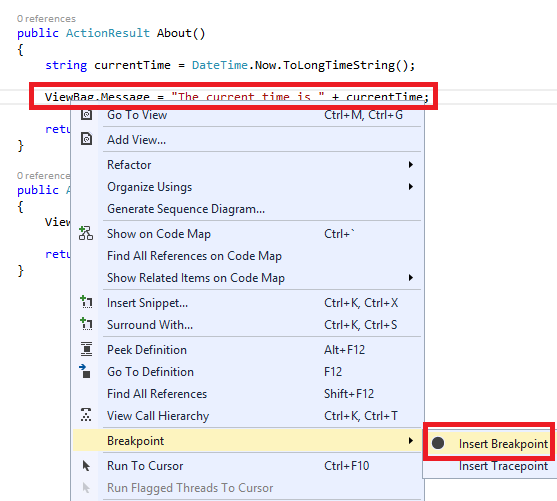 0 references
public ActionResult About()
{
string currentTime = DateTime.Now.ToLongTimeString();
ViewBag.Message = "The current time is " + currentTime;
retu
}
0 reference
public A
{
View
retu
}
Go To View Ctrl+M, Ctrl+G
Add View...
Refactor
Organize Usings
Generate Sequence Diagram...
Show on Code Map Ctrl+`
Find All References on Code Map
Show Related Items on Code Map
Insert Snippet... Ctrl+K, Ctrl+X
Surround With... Ctrl+K, Ctrl+S
Peek Definition Alt+F12
Go To Definition F12
Find All References Shift+F12
View Call Hierarchy Ctrl+K, Ctrl+T
Breakpoint
Insert Breakpoint
Insert Tracepoint
Run To Cursor Ctrl+F10
Run Flagged Threads To Cursor